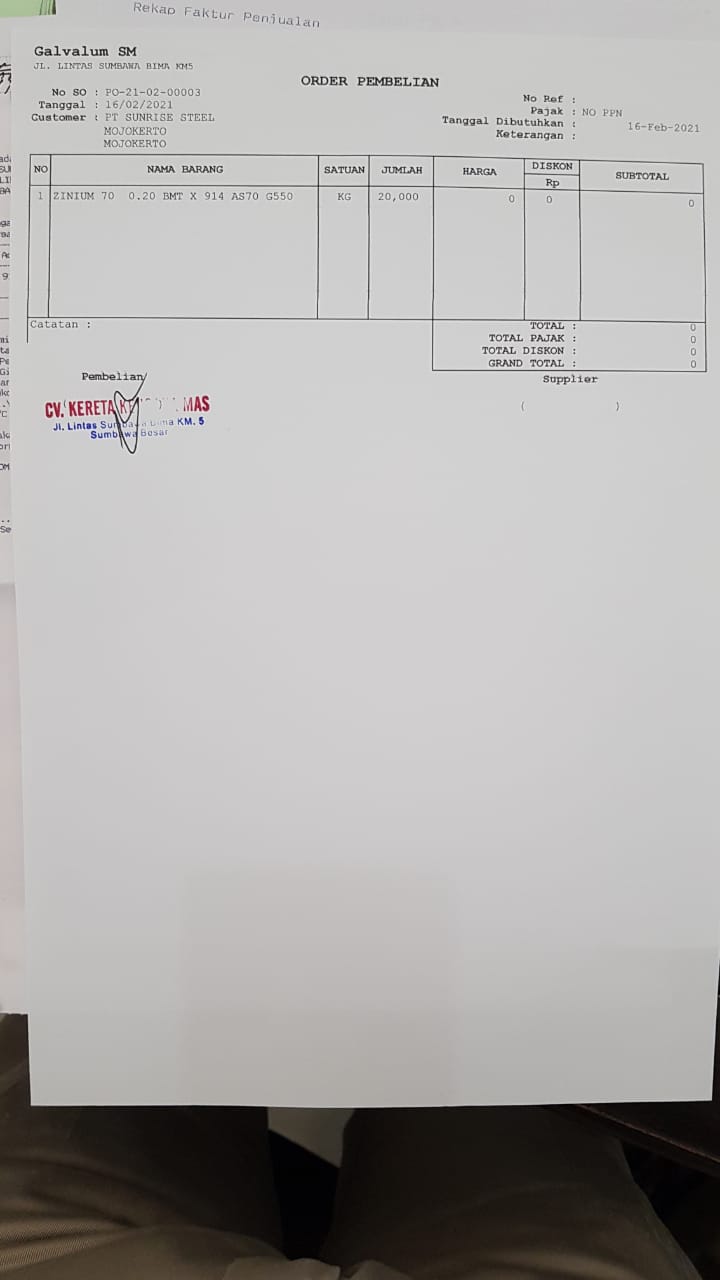 Rekap Faktur Penjualan
Galvalum SM
JL. LINTAS SUMBAWA BIMA KM5
ORDER PEMBELIAN
No SO : PO-21-02-00003
Tanggal : 16/02/2021
Customer : PT SUNRISE STEEL
MOJOKERTO
MOJOKERTO
No Ref :
Pajak : NO PPN
Tanggal Dibutuhkan : 16-Feb-2021
Keterangan :
NO NAMA BARANG SATUAN JUMLAH HARGA DISKON Rp SUBTOTAL
1 ZINIUM 70 0.20 BMT X 914 AS70 G550 KG 20,000 0 0 0
Catatan :
TOTAL : 0
TOTAL PAJAK : 0
TOTAL DISKON : 0
GRAND TOTAL : 0
Pembelian
Supplier
CV. KERETA MAS
( )
Jl. Lintas Sumbawa Bima KM. 5
Sumbawa Besar